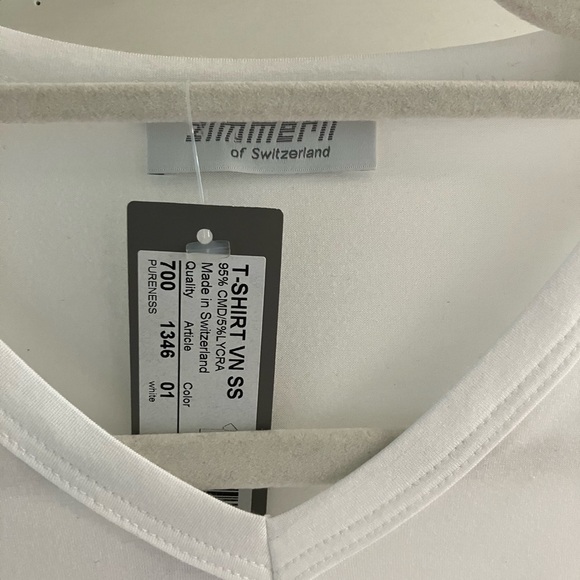 zimmerli
of Switzerland
T-SHIRT VN SS
95% CMD/5%LYCRA
Made in Switzerland
Quality Article Color
700 1346 01
PURENESS white